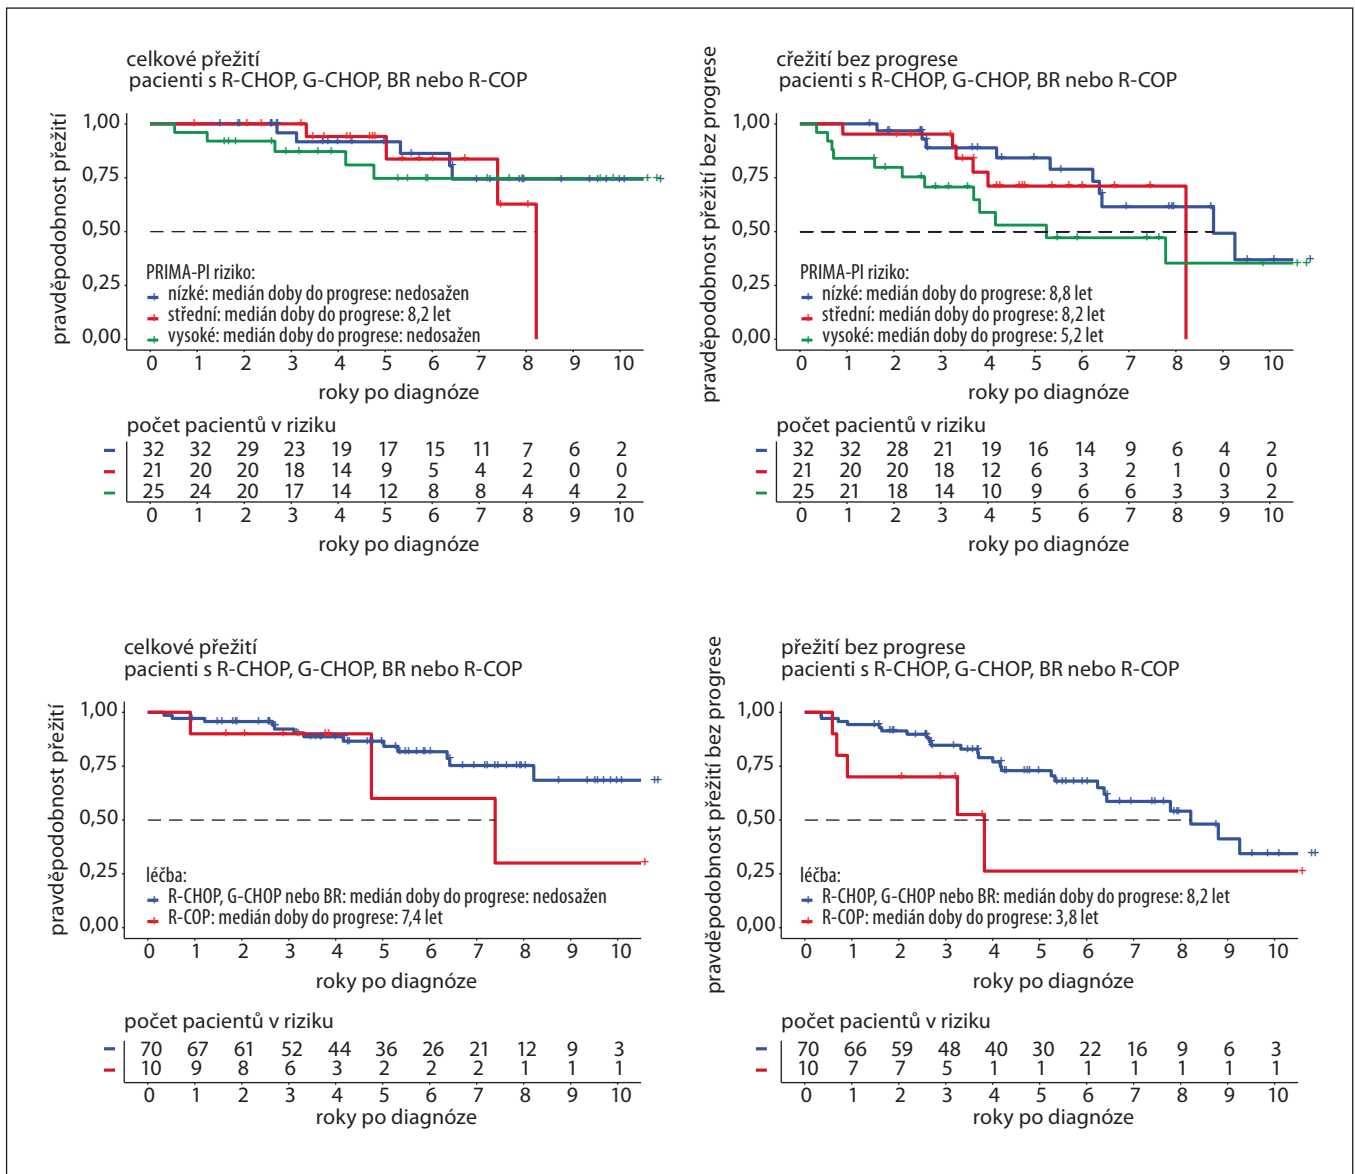 celkové přežití
pacienti s R-CHOP, G-CHOP, BR nebo R-COP
pravděpodobnost přežití
1,00
0,75
0,50
0,25
0,00
PRIMA-PI riziko:
nízké: medián doby do progrese: nedosažen
střední: medián doby do progrese: 8,2 let
vysoké: medián doby do progrese: nedosažen
0 1 2 3 4 5 6 7 8 9 10
roky po diagnóze
počet pacientů v riziku
32 32 29 23 19 17 15 11 7 6 2
21 20 20 18 14 9 5 4 2 0 0
25 24 20 17 14 12 8 8 4 4 2
0 1 2 3 4 5 6 7 8 9 10
roky po diagnóze
cřežití bez progrese
pacienti s R-CHOP, G-CHOP, BR nebo R-COP
pravděpodobnost přežití bez progrese
1,00
0,75
0,50
0,25
0,00
PRIMA-PI riziko:
nízké: medián doby do progrese: 8,8 let
střední: medián doby do progrese: 8,2 let
vysoké: medián doby do progrese: 5,2 let
0 1 2 3 4 5 6 7 8 9 10
roky po diagnóze
počet pacientů v riziku
32 32 28 21 19 16 14 9 6 4 2
21 20 20 18 12 6 3 2 1 0 0
25 21 18 14 10 9 6 6 3 3 2
0 1 2 3 4 5 6 7 8 9 10
roky po diagnóze
celkové přežití
pacienti s R-CHOP, G-CHOP, BR nebo R-COP
pravděpodobnost přežití
1,00
0,75
0,50
0,25
0,00
léčba:
R-CHOP, G-CHOP nebo BR: medián doby do progrese: nedosažen
R-COP: medián doby do progrese: 7,4 let
0 1 2 3 4 5 6 7 8 9 10
roky po diagnóze
počet pacientů v riziku
70 67 61 52 44 36 26 21 12 9 3
10 9 8 6 3 2 2 2 1 1 1
0 1 2 3 4 5 6 7 8 9 10
roky po diagnóze
přežití bez progrese
pacienti s R-CHOP, G-CHOP, BR nebo R-COP
pravděpodobnost přežití bez progrese
1,00
0,75
0,50
0,25
0,00
léčba:
R-CHOP, G-CHOP nebo BR: medián doby do progrese: 8,2 let
R-COP: medián doby do progrese: 3,8 let
0 1 2 3 4 5 6 7 8 9 10
roky po diagnóze
počet pacientů v riziku
70 66 59 48 40 30 22 16 9 6 3
10 7 7 5 1 1 1 1 1 1 1
0 1 2 3 4 5 6 7 8 9 10
roky po diagnóze